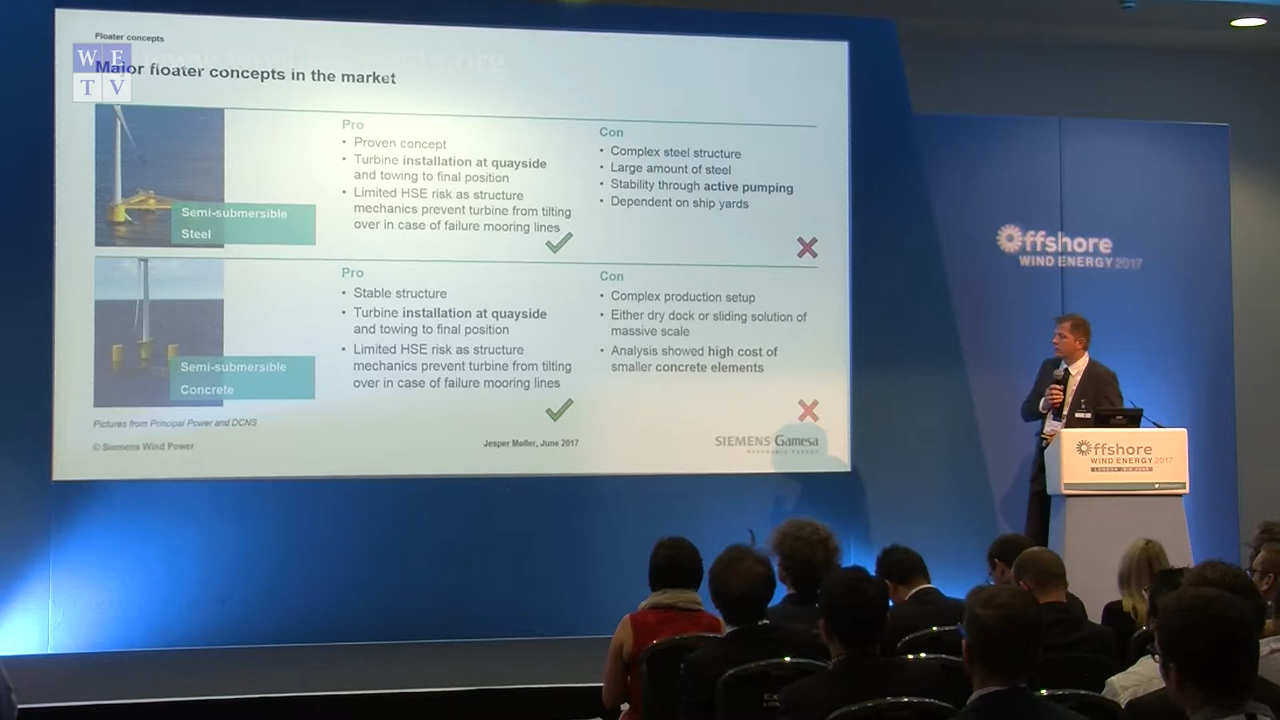 Floater concepts
W E
T V
Major floater concepts in the market
Pro
• Proven concept
• Turbine installation at quayside
and towing to final position
• Limited HSE risk as structure
mechanics prevent turbine from tilting
over in case of failure mooring lines
Con
• Complex steel structure
• Large amount of steel
• Stability through active pumping
• Dependent on ship yards
Semi-submersible
Steel
Pro
• Stable structure
• Turbine installation at quayside
and towing to final position
• Limited HSE risk as structure
mechanics prevent turbine from tilting
over in case of failure mooring lines
Con
• Complex production setup
• Either dry dock or sliding solution of
massive scale
• Analysis showed high cost of
smaller concrete elements
Semi-submersible
Concrete
Pictures from Principal Power and DCNS
© Siemens Wind Power
Jesper Møller, June 2017
SIEMENS Gamesa
RENEWABLE ENERGY
Offshore
WIND ENERGY 2017
Offshore
WIND ENERGY 2017